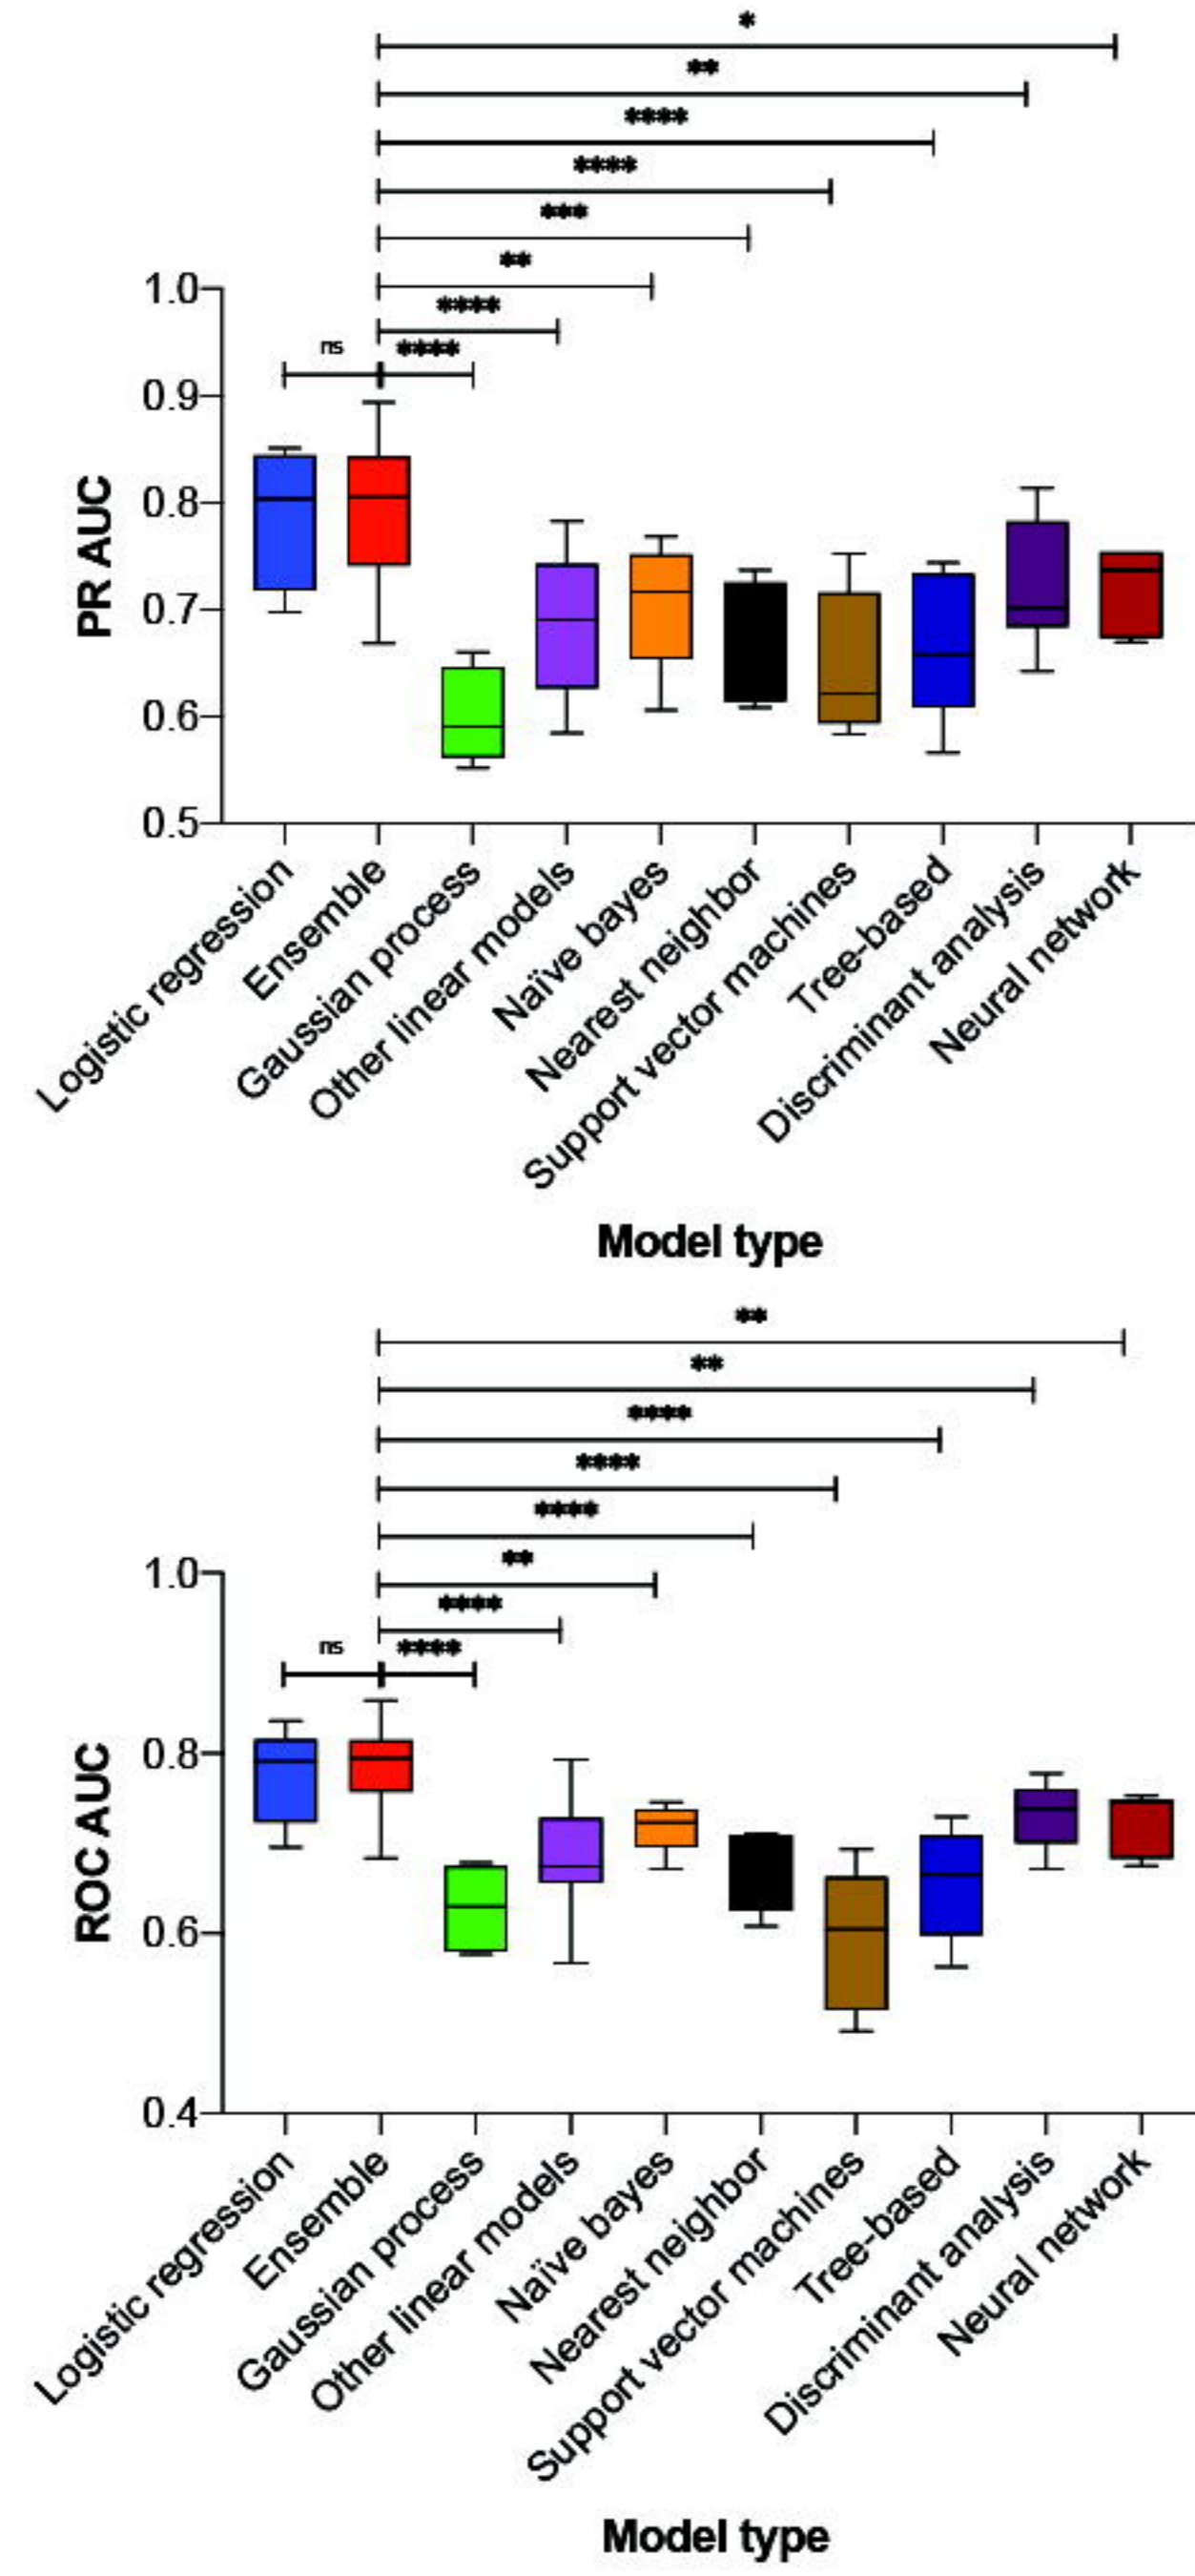 *
**
****
****
***
**
****
ns ****
1.0
0.9
0.8
0.7
0.6
0.5
PR AUC
Logistic regression
Ensemble
Gaussian process
Other linear models
Naïve bayes
Nearest neighbor
Support vector machines
Tree-based
Discriminant analysis
Neural network
Model type
**
**
****
****
****
**
****
ns ****
1.0
0.8
0.6
0.4
ROC AUC
Logistic regression
Ensemble
Gaussian process
Other linear models
Naïve bayes
Nearest neighbor
Support vector machines
Tree-based
Discriminant analysis
Neural network
Model type